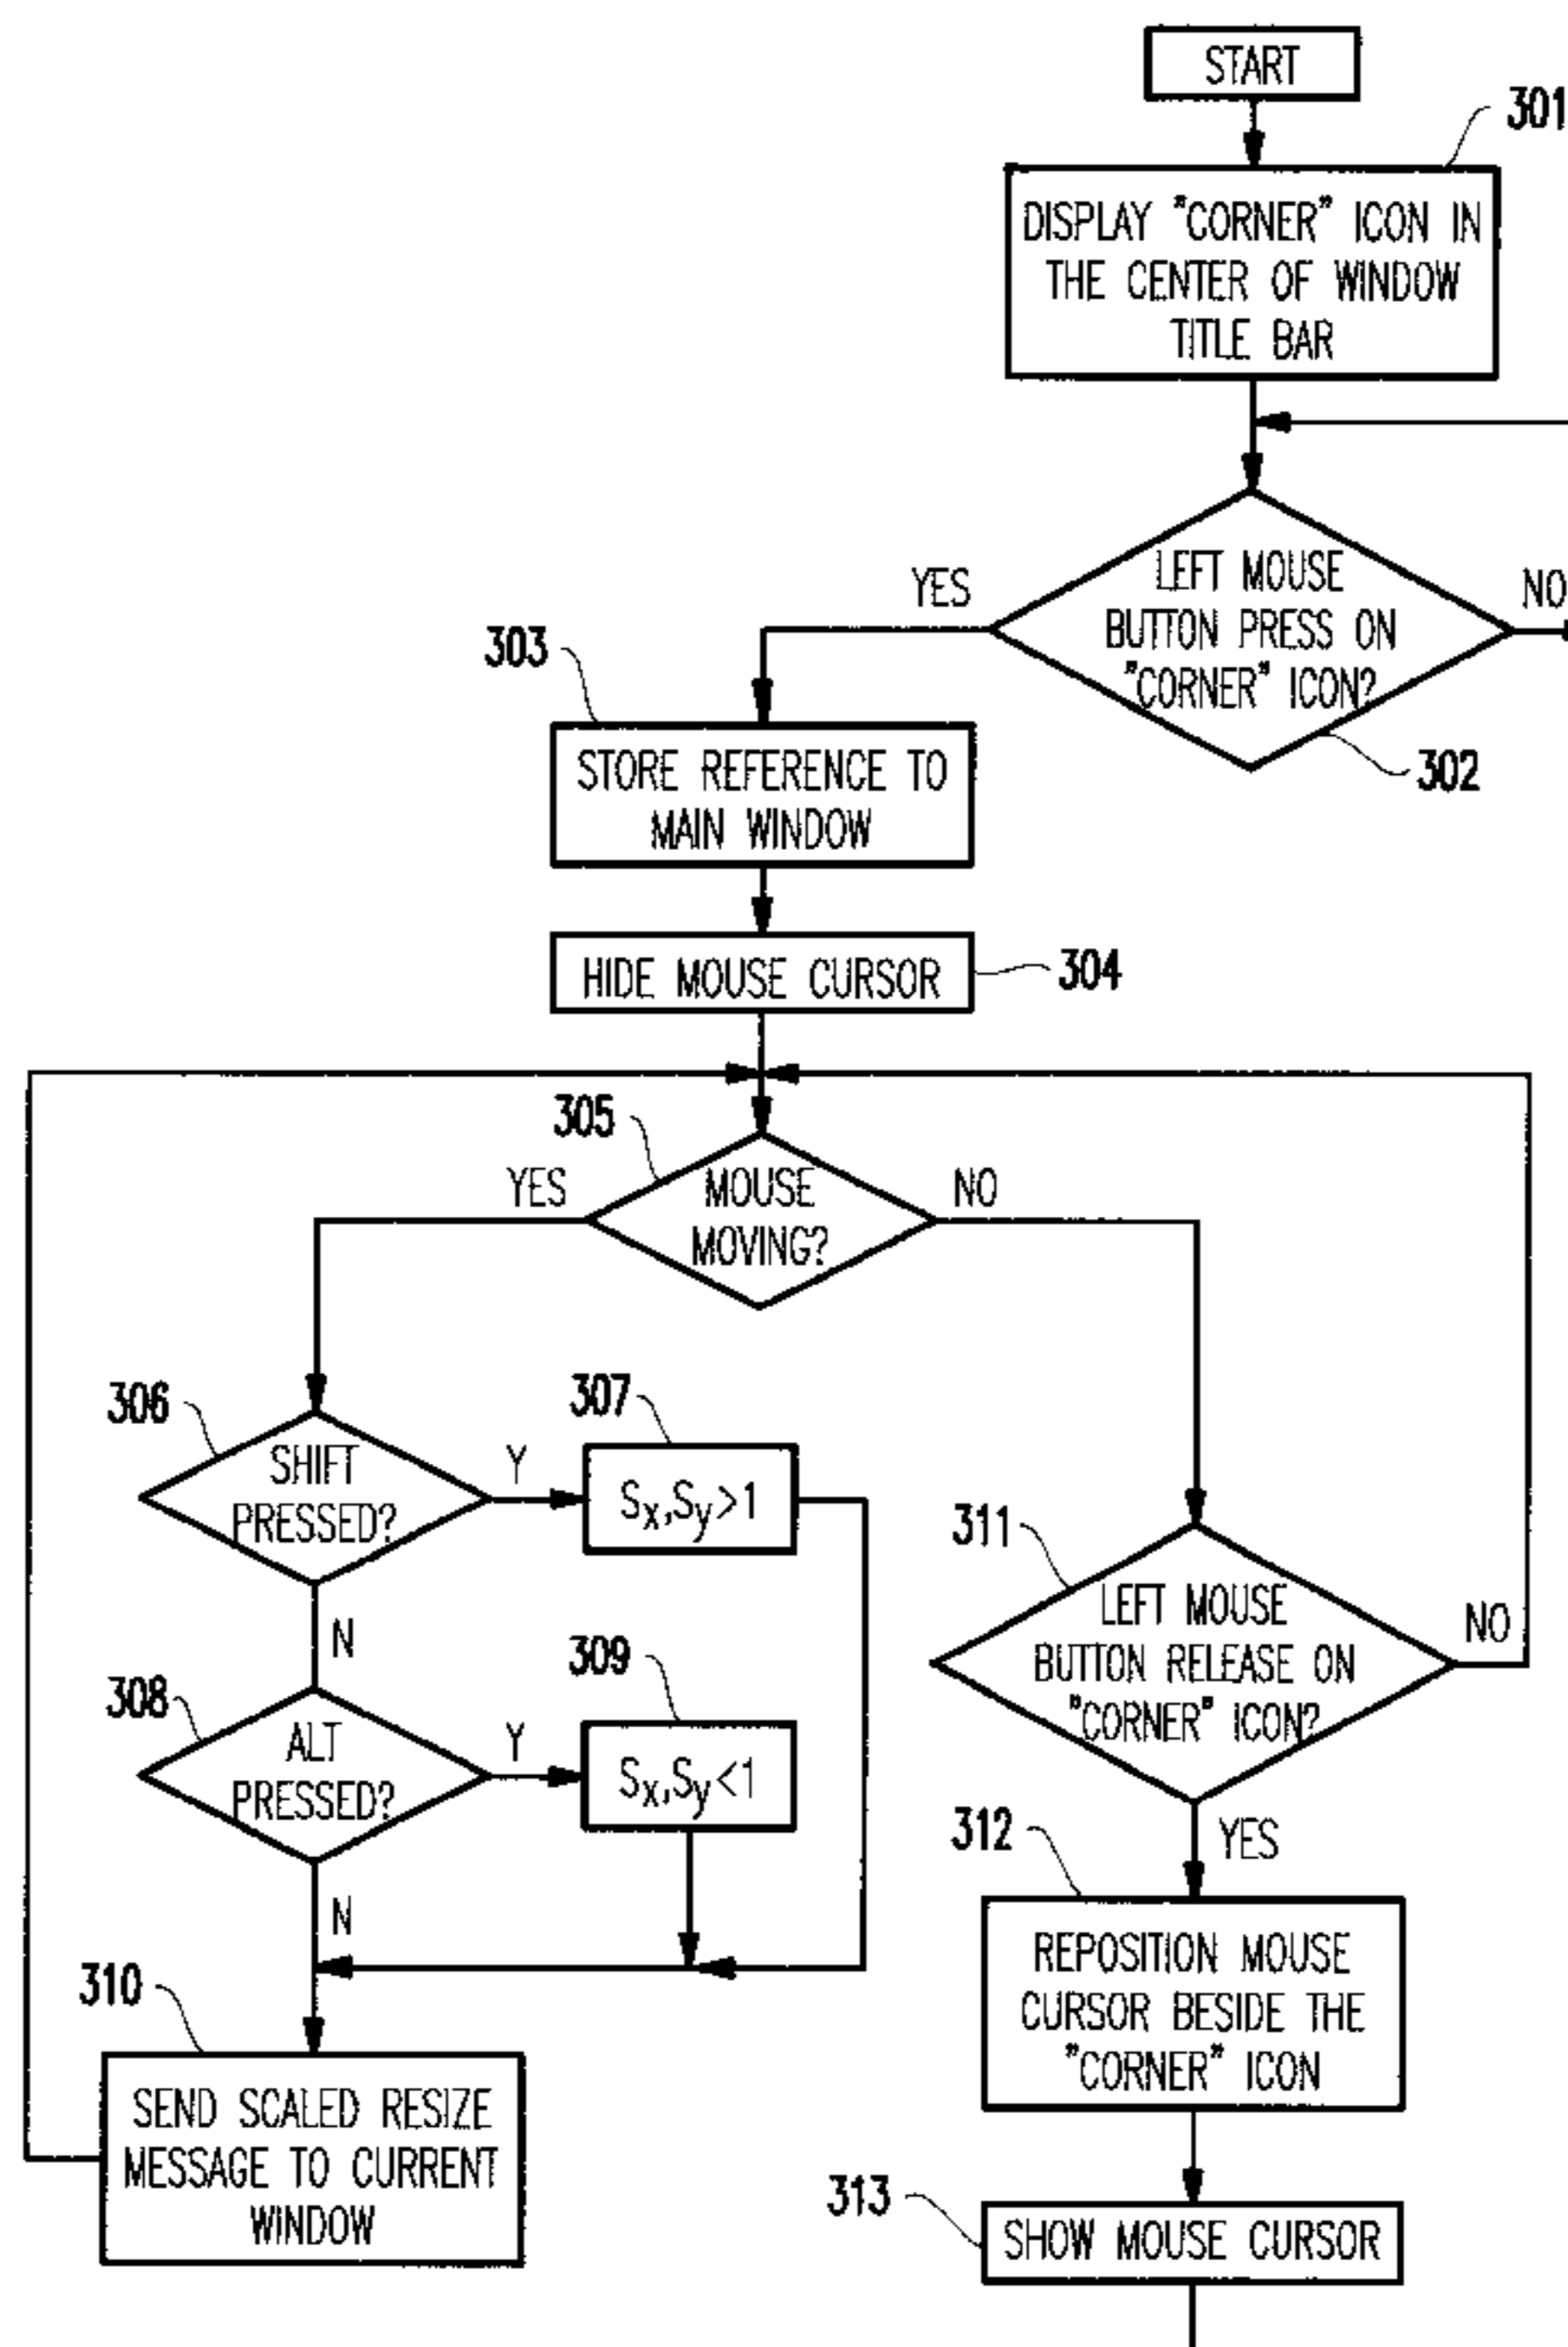 START
301
DISPLAY "CORNER" ICON IN
THE CENTER OF WINDOW
TITLE BAR
LEFT MOUSE
BUTTON PRESS ON
"CORNER" ICON?
YES
NO
302
303
STORE REFERENCE TO
MAIN WINDOW
HIDE MOUSE CURSOR
304
305
MOUSE
MOVING?
YES
NO
306
SHIFT
PRESSED?
Y
N
307
Sx,Sy>1
308
ALT
PRESSED?
Y
N
309
Sx,Sy<1
310
SEND SCALED RESIZE
MESSAGE TO CURRENT
WINDOW
311
LEFT MOUSE
BUTTON RELEASE ON
"CORNER" ICON?
NO
YES
312
REPOSITION MOUSE
CURSOR BESIDE THE
"CORNER" ICON
313
SHOW MOUSE CURSOR